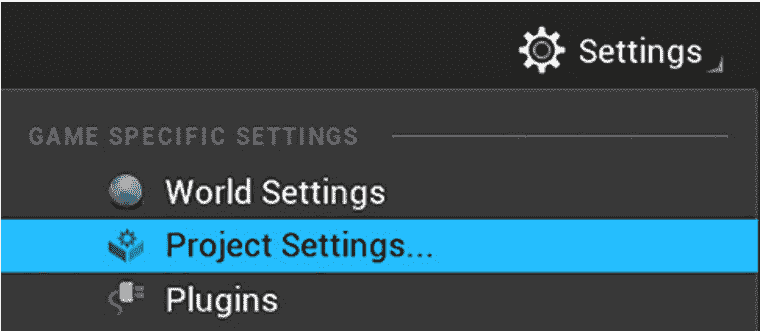 Settings
GAME SPECIFIC SETTINGS
World Settings
Project Settings...
Plugins